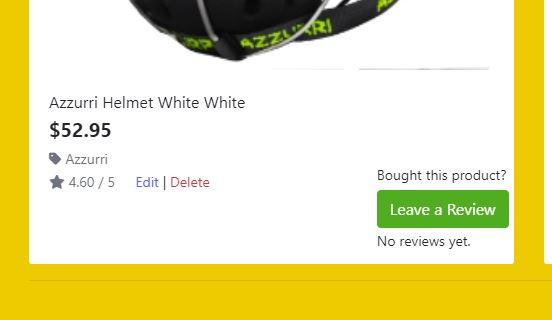 AZZURRI
Azzurri Helmet White White
$52.95
Azzurri
4.60 / 5 Edit | Delete
Bought this product?
Leave a Review
No reviews yet.